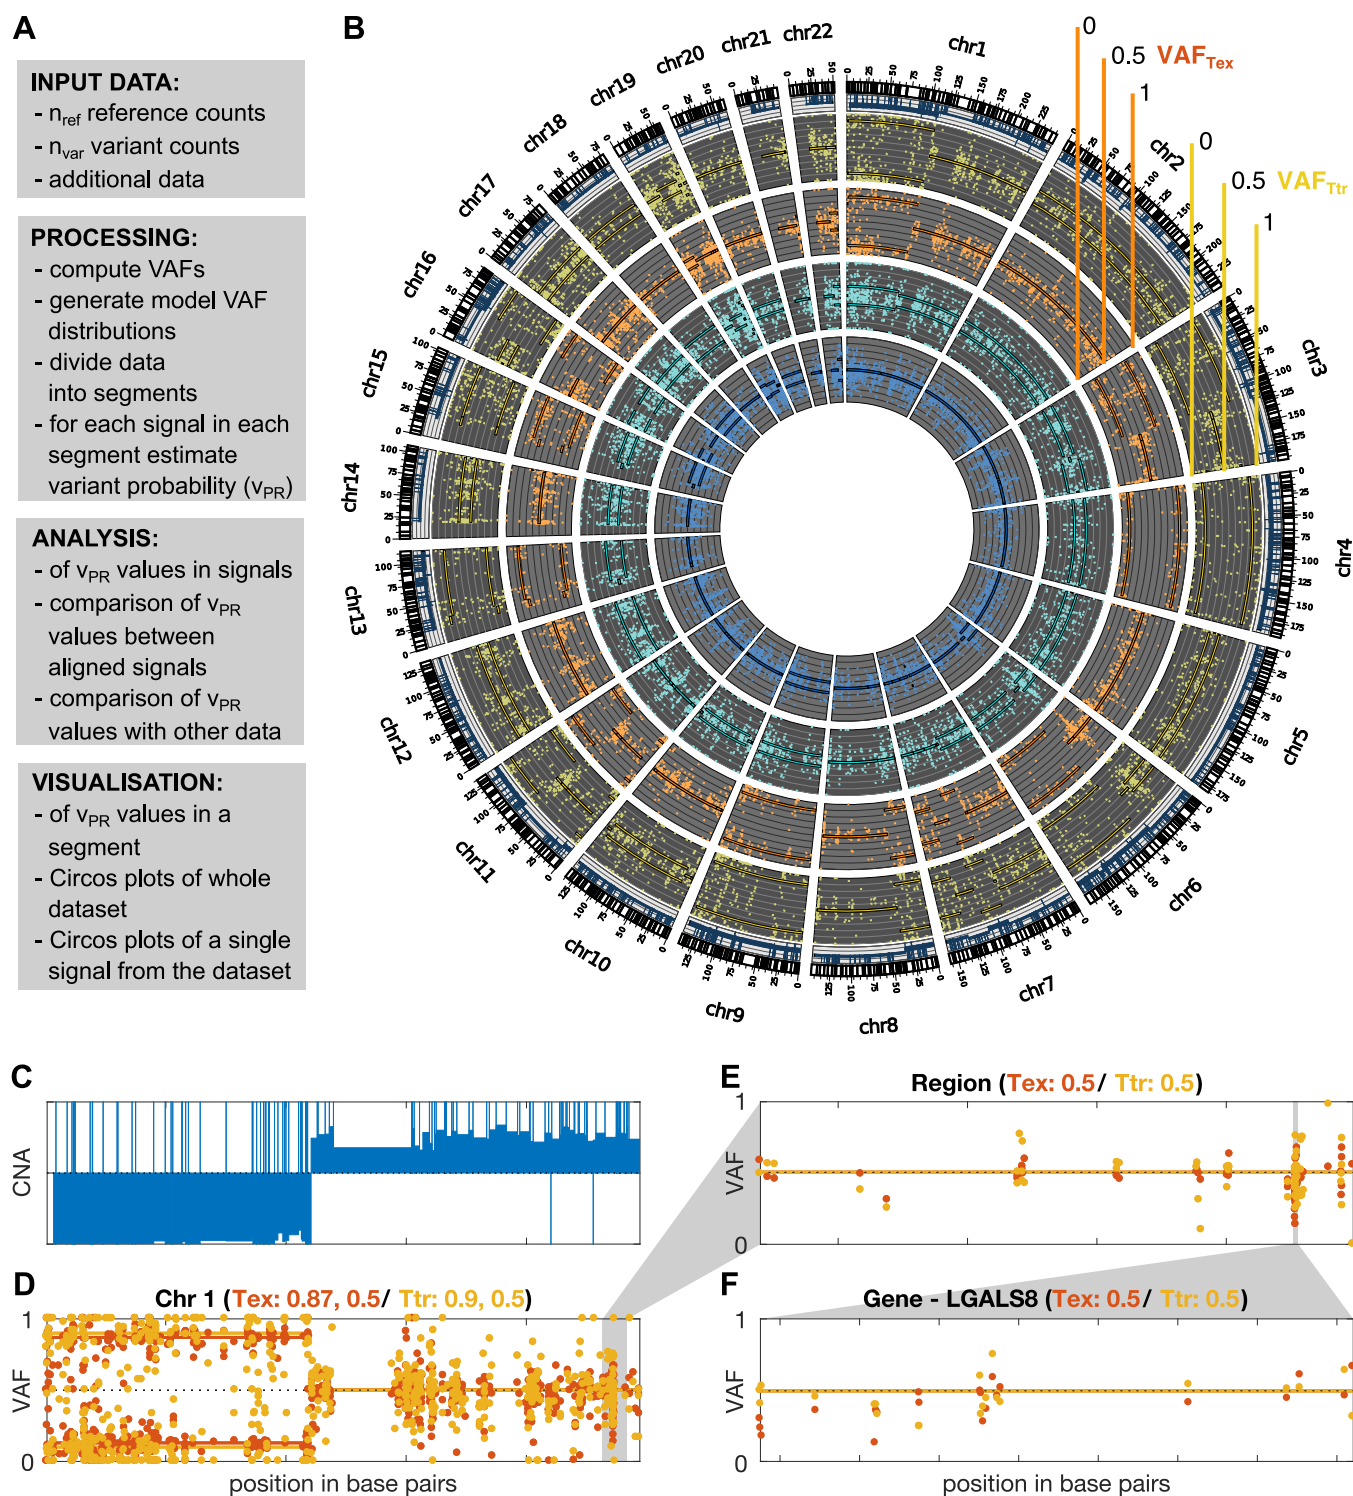 A
INPUT DATA:
- nref reference counts
- nvar variant counts
- additional data
PROCESSING:
- compute VAFs
- generate model VAF
distributions
- divide data
into segments
- for each signal in each
segment estimate
variant probability (vPR)
ANALYSIS:
- of vPR values in signals
- comparison of vPR
values between
aligned signals
- comparison of vPR
values with other data
VISUALISATION:
- of vPR values in a
segment
- Circos plots of whole
dataset
- Circos plots of a single
signal from the dataset
B
0
0.5 VAFTex
1
0
0.5 VAFTtr
1
chr1
chr2
chr3
chr4
chr5
chr6
chr7
chr8
chr9
chr10
chr11
chr12
chr13
chr14
chr15
chr16
chr17
chr18
chr19
chr20
chr21
chr22
C
CNA
D
Chr 1 (Tex: 0.87, 0.5/ Ttr: 0.9, 0.5)
1
VAF
0
position in base pairs
E
Region (Tex: 0.5/ Ttr: 0.5)
1
VAF
0
F
Gene - LGALS8 (Tex: 0.5/ Ttr: 0.5)
1
VAF
0
position in base pairs